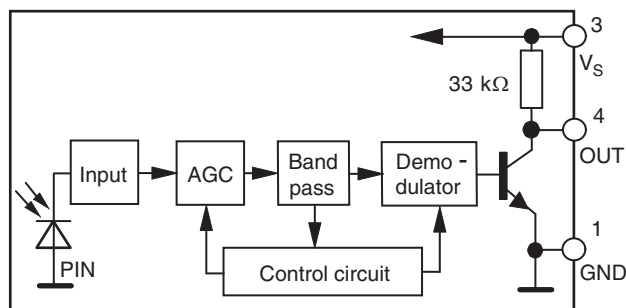 3
V_S
33 kΩ
4
OUT
Input
AGC
Band
pass
Demo -
dulator
1
GND
PIN
Control circuit